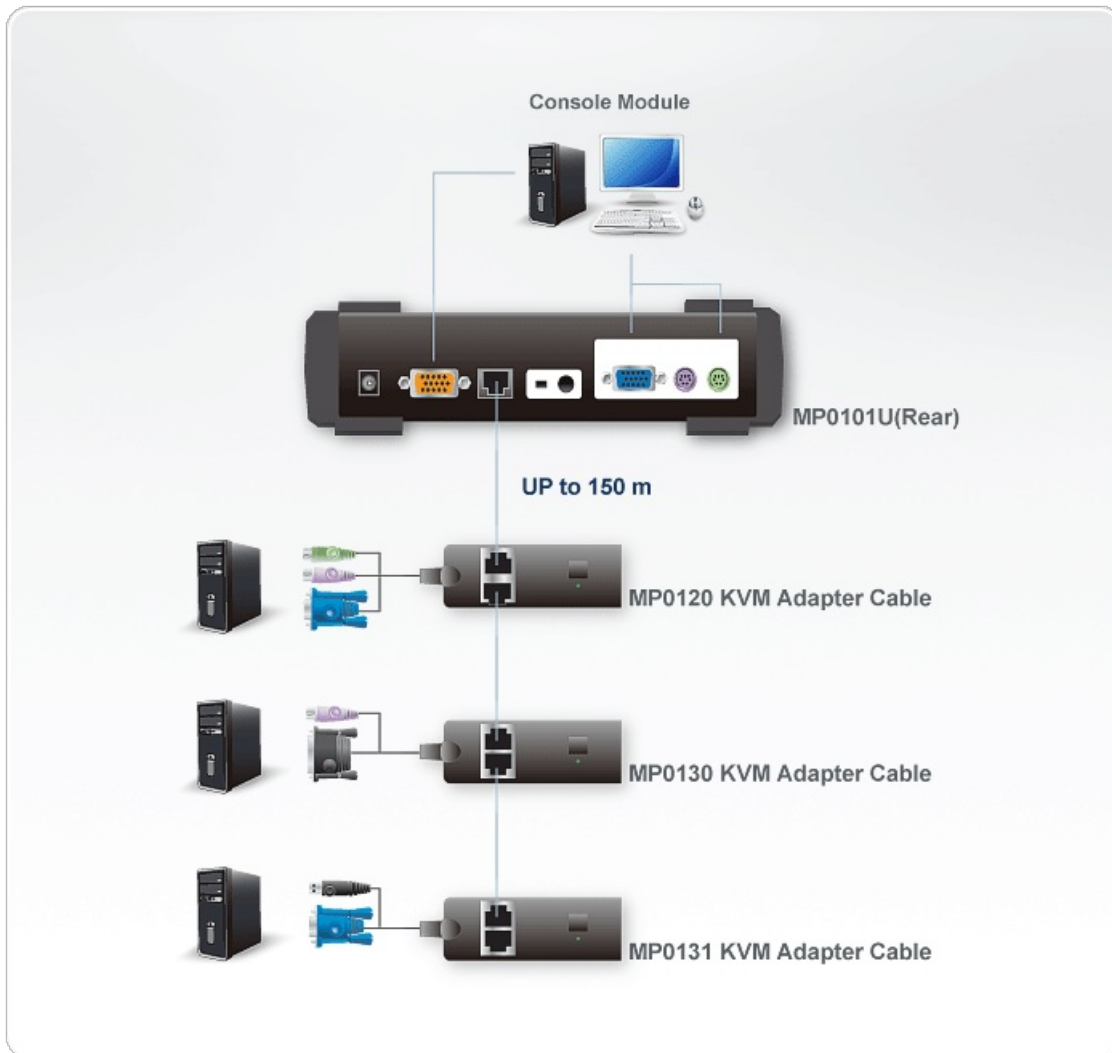 Console Module
MP0101U(Rear)
UP to 150 m
MP0120 KVM Adapter Cable
MP0130 KVM Adapter Cable
MP0131 KVM Adapter Cable